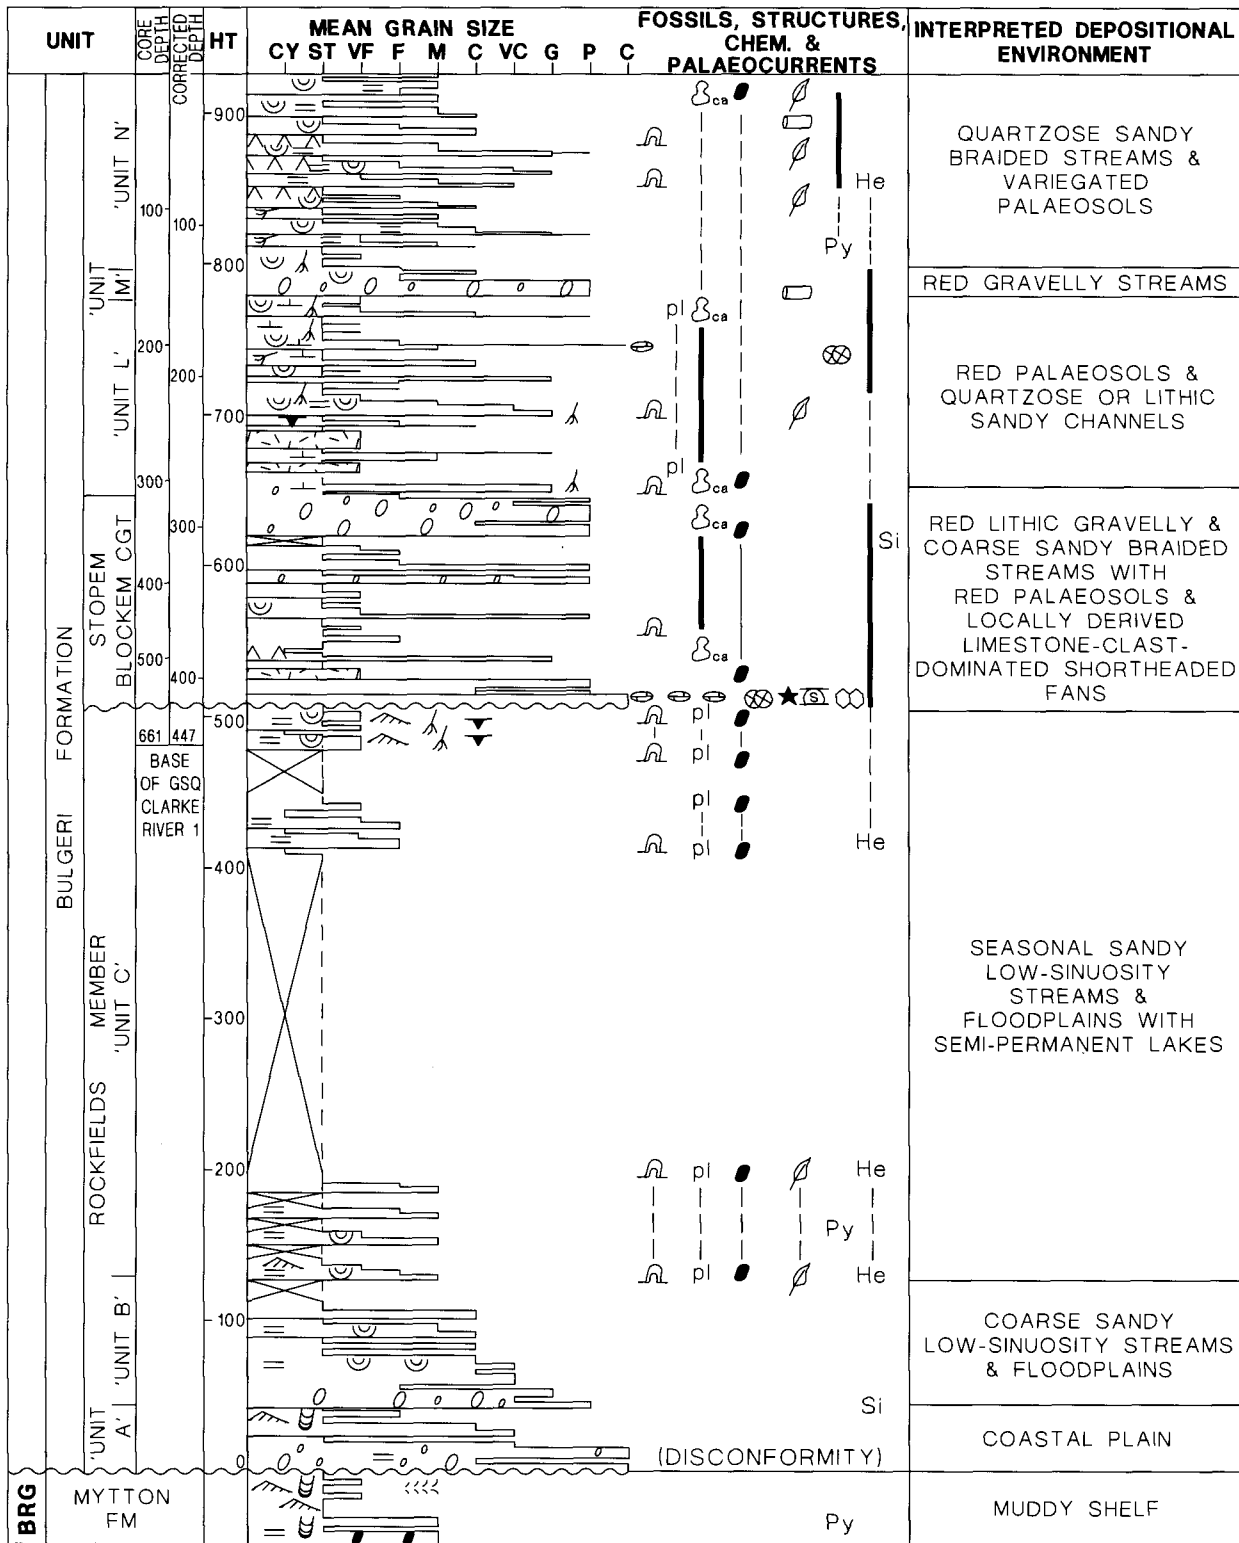 UNIT
CORE DEPTH
CORRECTED DEPTH
HT
MEAN GRAIN SIZE
CY ST VF F M C VC G P C
FOSSILS, STRUCTURES,
CHEM. &
PALAEOCURRENTS
INTERPRETED DEPOSITIONAL
ENVIRONMENT
BULGERI FORMATION
'UNIT N'
100
100
900
800
ca
He
Py
QUARTZOSE SANDY
BRAIDED STREAMS &
VARIEGATED
PALAEOSOLS
'UNIT
M'
RED GRAVELLY STREAMS
'UNIT L'
200
200
300
700
pl
ca
pl
ca
RED PALAEOSOLS &
QUARTZOSE OR LITHIC
SANDY CHANNELS
STOPEM
BLOCKEM CGT
300
400
500
400
600
ca
Si
ca
S
RED LITHIC GRAVELLY &
COARSE SANDY BRAIDED
STREAMS WITH
RED PALAEOSOLS &
LOCALLY DERIVED
LIMESTONE-CLAST-
DOMINATED SHORTHEADED
FANS
ROCKFIELDS MEMBER
'UNIT C'
500
661 447
BASE
OF GSQ
CLARKE
RIVER 1
400
300
200
pl
pl
pl
pl
He
pl
He
Py
pl
He
SEASONAL SANDY
LOW-SINUOSITY
STREAMS &
FLOODPLAINS WITH
SEMI-PERMANENT LAKES
'UNIT B'
100
Si
COARSE SANDY
LOW-SINUOSITY STREAMS
& FLOODPLAINS
'UNIT
A'
0
(DISCONFORMITY)
COASTAL PLAIN
BRG
MYTTON
FM
Py
MUDDY SHELF